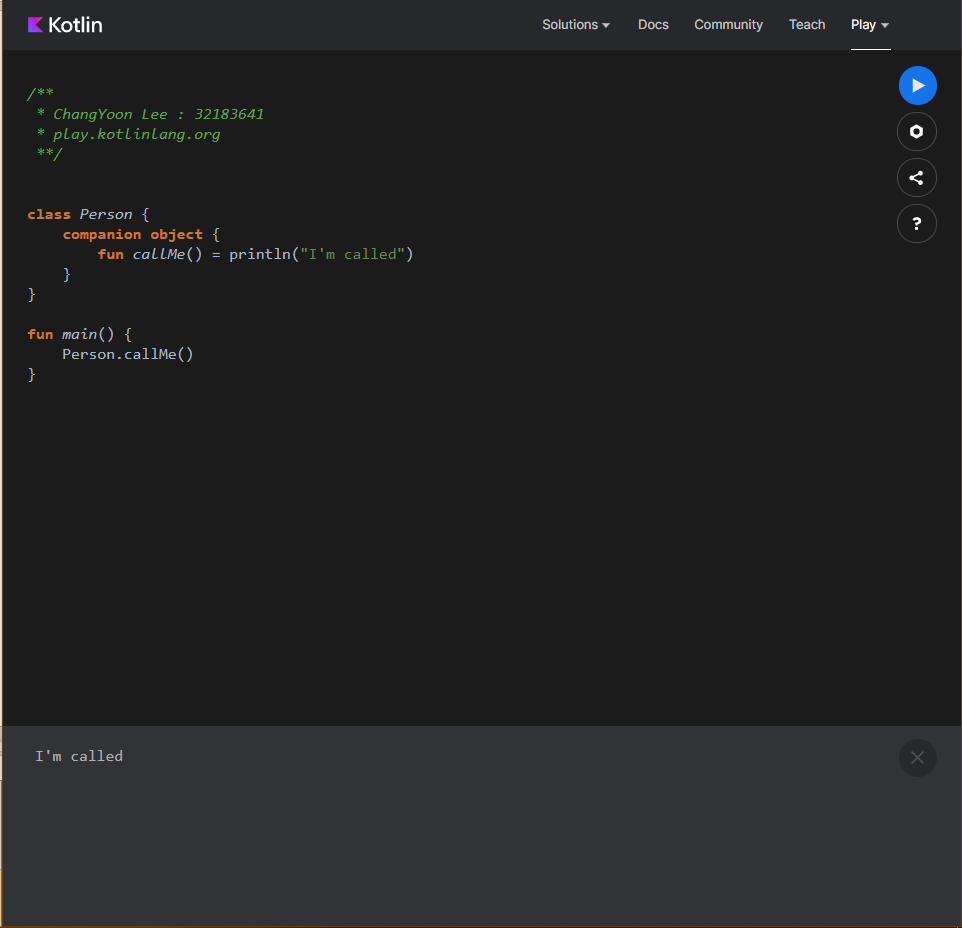 Kotlin Solutions Docs Community Teach Play
/**
 * ChangYoon Lee : 32183641
 * play.kotlinlang.org
 **/
class Person {
    companion object {
        fun callMe() = println("I'm called")
    }
}
fun main() {
    Person.callMe()
}
?
I'm called